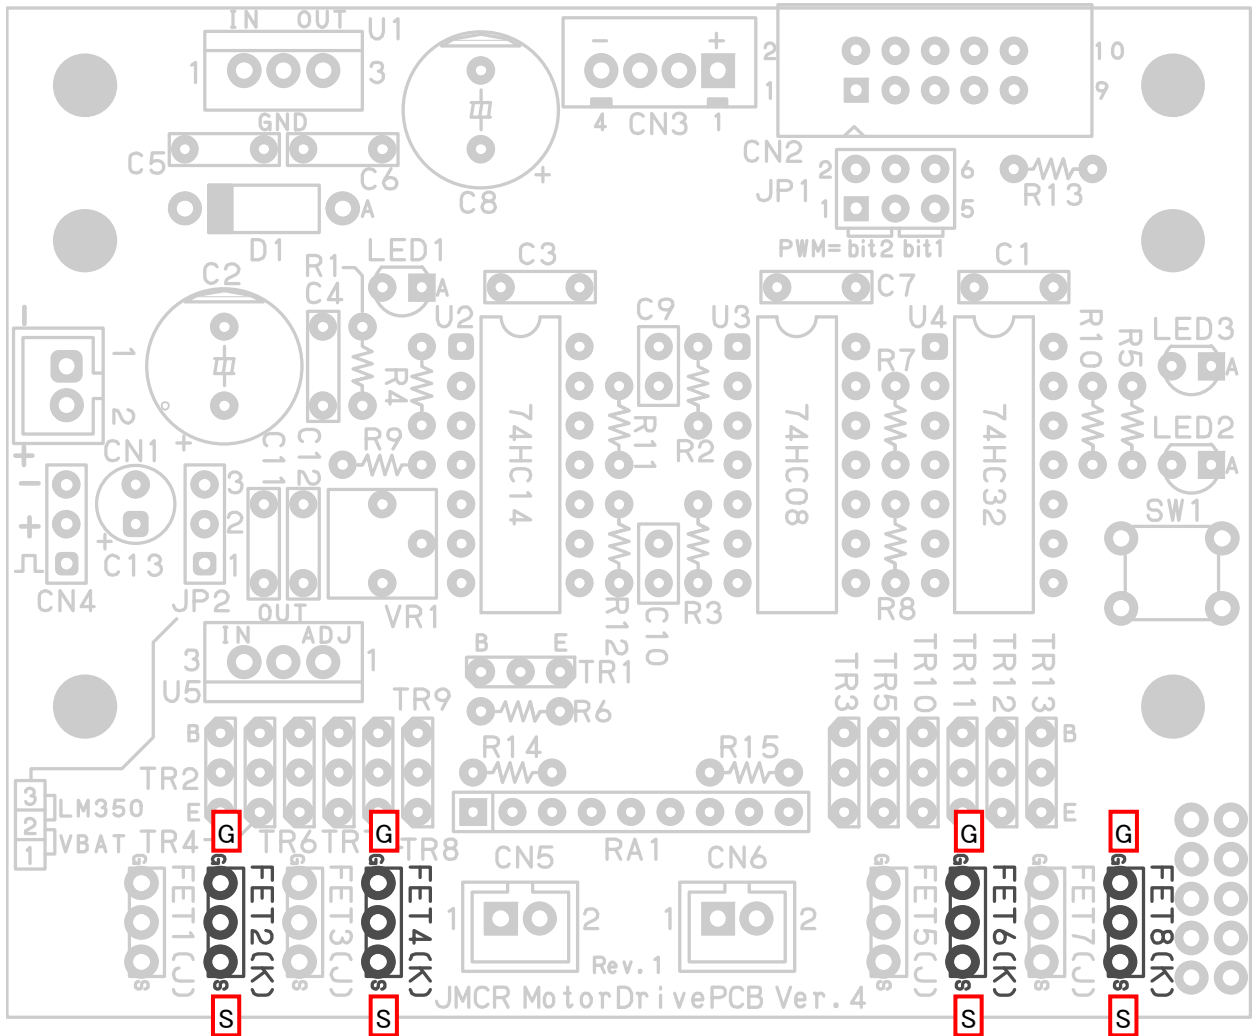 IN OUT
U1
1 3
GND
C5
C6
C8
+
- +
4 1
CN3
2 10
1 9
CN2
JP1
2 6
1 5
PWM=bit2 bit1
R13
D1
A
LED1
A
R1
C4
C2
C3
C7
C1
C9
U2
U3
U4
R4
R9
R11
R2
R7
R10
R5
LED3
A
LED2
A
-
1
2
+
CN1
+
C11
C12
74HC14
74HC08
74HC32
-
+
CN4
+
C13
3
2
1
JP2
VR1
R12
C10
R3
R8
SW1
OUT
IN ADJ
3 1
U5
B E
TR1
R6
TR9
TR3
TR5
TR10
TR11
TR12
TR13
B
TR2
E
B
E
R14
R15
RA1
3
2
1
LM350
VBAT
TR4
TR6
TR7
TR8
G G G G
G G G G
FET1(J)
FET2(K)
FET3(J)
FET4(K)
CN5
1 2
CN6
1 2
FET5(J)
FET6(K)
FET7(J)
FET8(K)
S S S S
Rev.1
JMCR MotorDrivePCB Ver.4
S S S S